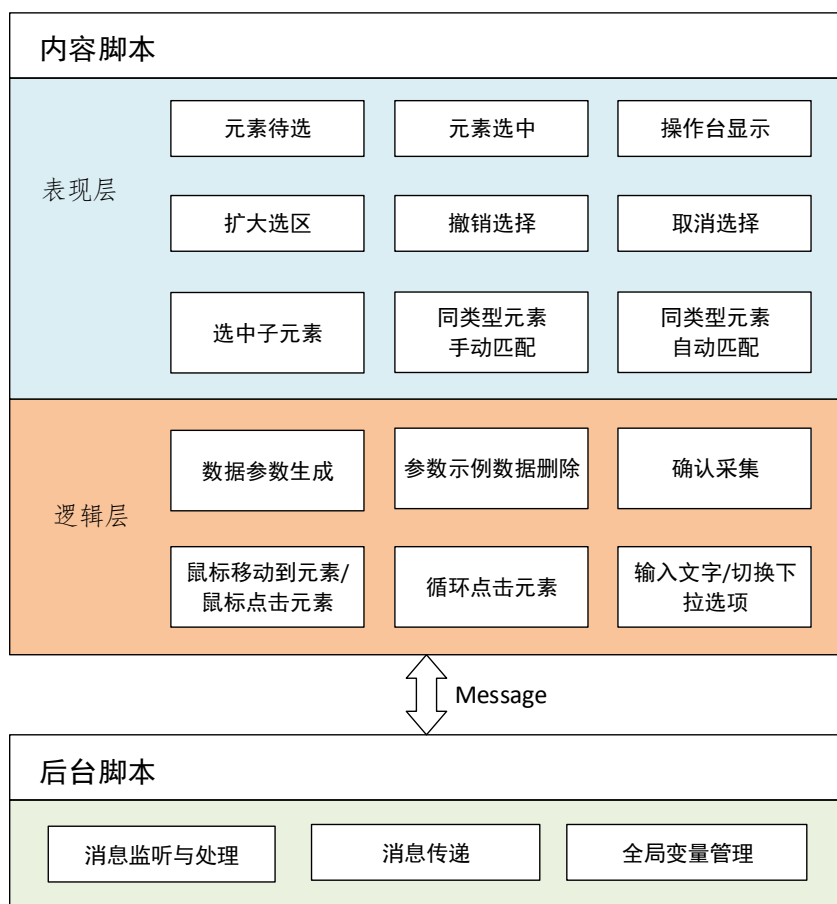 内容脚本
元素待选
元素选中
操作台显示
表现层
扩大选区
撤销选择
取消选择
选中子元素
同类型元素
手动匹配
同类型元素
自动匹配
数据参数生成
参数示例数据删除
确认采集
逻辑层
鼠标移动到元素/
鼠标点击元素
循环点击元素
输入文字/切换下
拉选项
Message
后台脚本
消息监听与处理
消息传递
全局变量管理